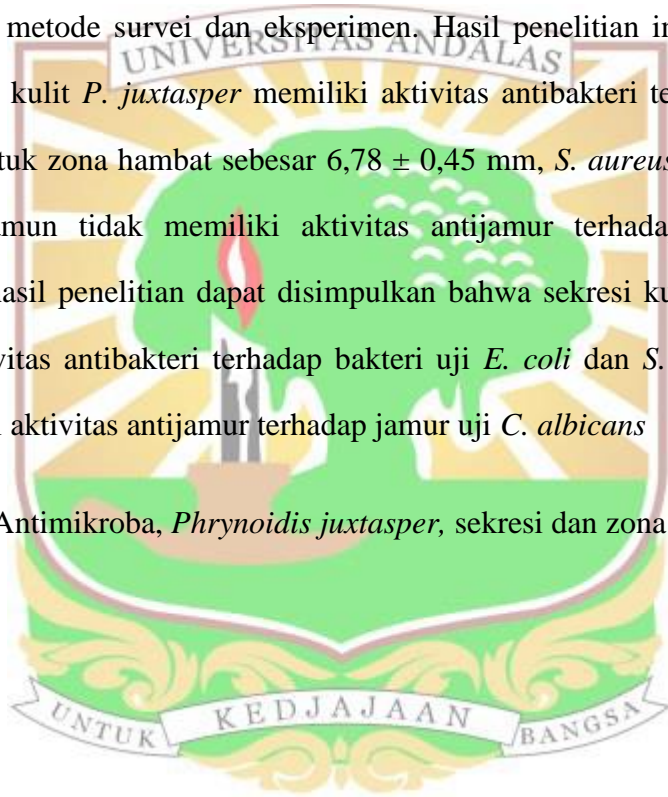 metode survei dan eksperimen. Hasil penelitian in
UNIVERSITAS ANDALAS
kulit P. juxtasper memiliki aktivitas antibakteri te
tuk zona hambat sebesar 6,78 ± 0,45 mm, S. aureus
amun tidak memiliki aktivitas antijamur terhada
hasil penelitian dapat disimpulkan bahwa sekresi ku
vitas antibakteri terhadap bakteri uji E. coli dan S.
aktivitas antijamur terhadap jamur uji C. albicans
Antimikroba, Phrynoidis juxtasper, sekresi dan zona
UNTUK KEDJAJAAN BANGSA